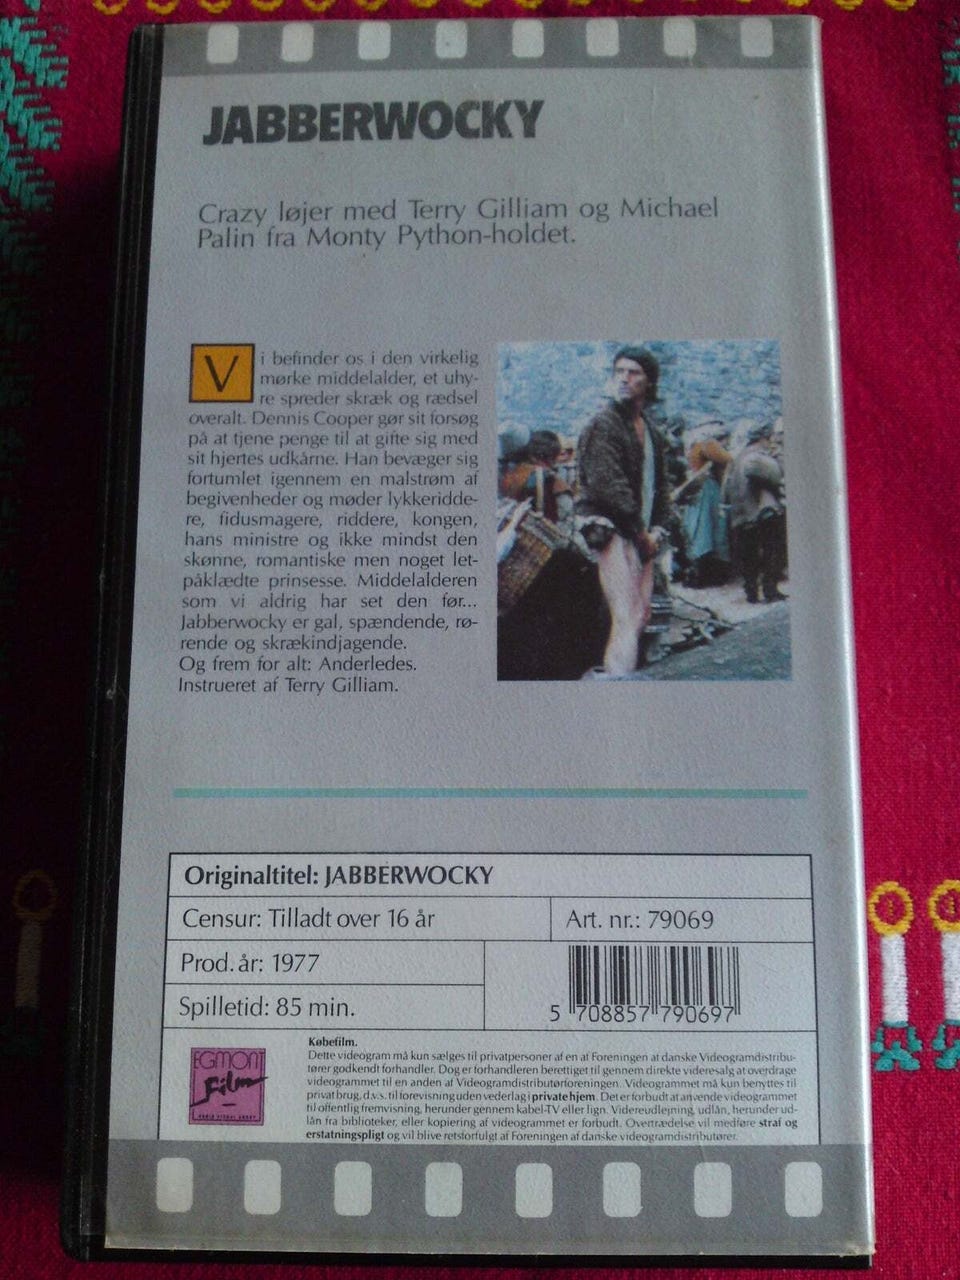 JABBERWOCKY
Crazy løjer med Terry Gilliam og Michael
Palin fra Monty Python-holdet.
Vi befinder os i den virkelig
mørke middelalder, et uhy-
re spreder skræk og rædsel
overalt. Dennis Cooper gør sit forsøg
på at tjene penge til at gifte sig med
sit hjertes udkårne. Han bevæger sig
fortumlet igennem en malstrøm af
begivenheder og møder lykkeridde-
re, fidusmagere, riddere, kongen,
hans ministre og ikke mindst den
skønne, romantiske men noget let-
påklædte prinsesse. Middelalderen
som vi aldrig har set den før...
Jabberwocky er gal, spændende, rø-
rende og skrækindjagende.
Og frem for alt: Anderledes.
Instrueret af Terry Gilliam.
Originaltitel: JABBERWOCKY
Censur: Tilladt over 16 år
Art. nr.: 79069
Prod. år: 1977
Spilletid: 85 min.
5 708857 790697
EGMONT
Film
Købefilm.
Dette videogram må kun sælges til privatpersoner af en af Foreningen af danske Videogramdistribu-
tører godkendt forhandler. Dog er forhandleren berettiget til gennem direkte videresalg at overdrage
videogrammet til en anden af Videogramdistributørforeningen. Videogrammet må kun benyttes til
privat brug, d.v.s. til forevisning uden vederlag i private hjem. Det er forbudt at anvende videogrammet
til offentlig fremvisning, herunder gennem kabel-TV eller lign. Videreudlejning, udlån, herunder ud-
lån fra biblioteker, eller kopiering af videogrammet er forbudt. Overtrædelse vil medføre straf og
erstatningspligt og vil blive retsforfulgt af Foreningen af danske videogramdistributører.